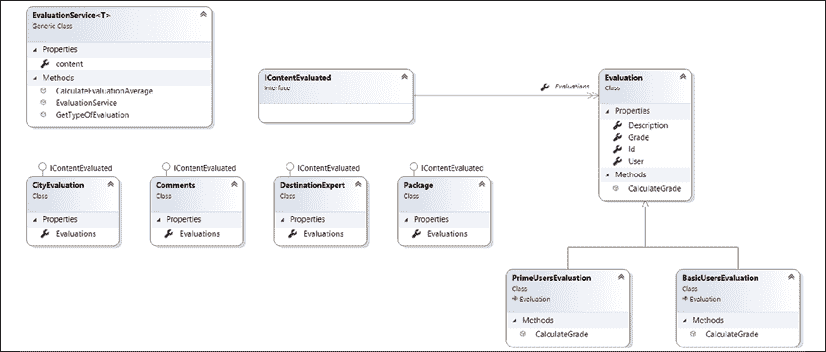 EvaluationService<T>
Generic Class
Properties
content
Methods
CalculateEvaluationAverage
EvaluationService
GetTypeOfEvaluation
IContentEvaluated
Interface
Evaluations
Evaluation
Class
Properties
Description
Grade
Id
User
Methods
CalculateGrade
IContentEvaluated
CityEvaluation
Class
Properties
Evaluations
IContentEvaluated
Comments
Class
Properties
Evaluations
IContentEvaluated
DestinationExpert
Class
Properties
Evaluations
IContentEvaluated
Package
Class
Properties
Evaluations
PrimeUsersEvaluation
Class
Evaluation
Methods
CalculateGrade
BasicUsersEvaluation
Class
Evaluation
Methods
CalculateGrade